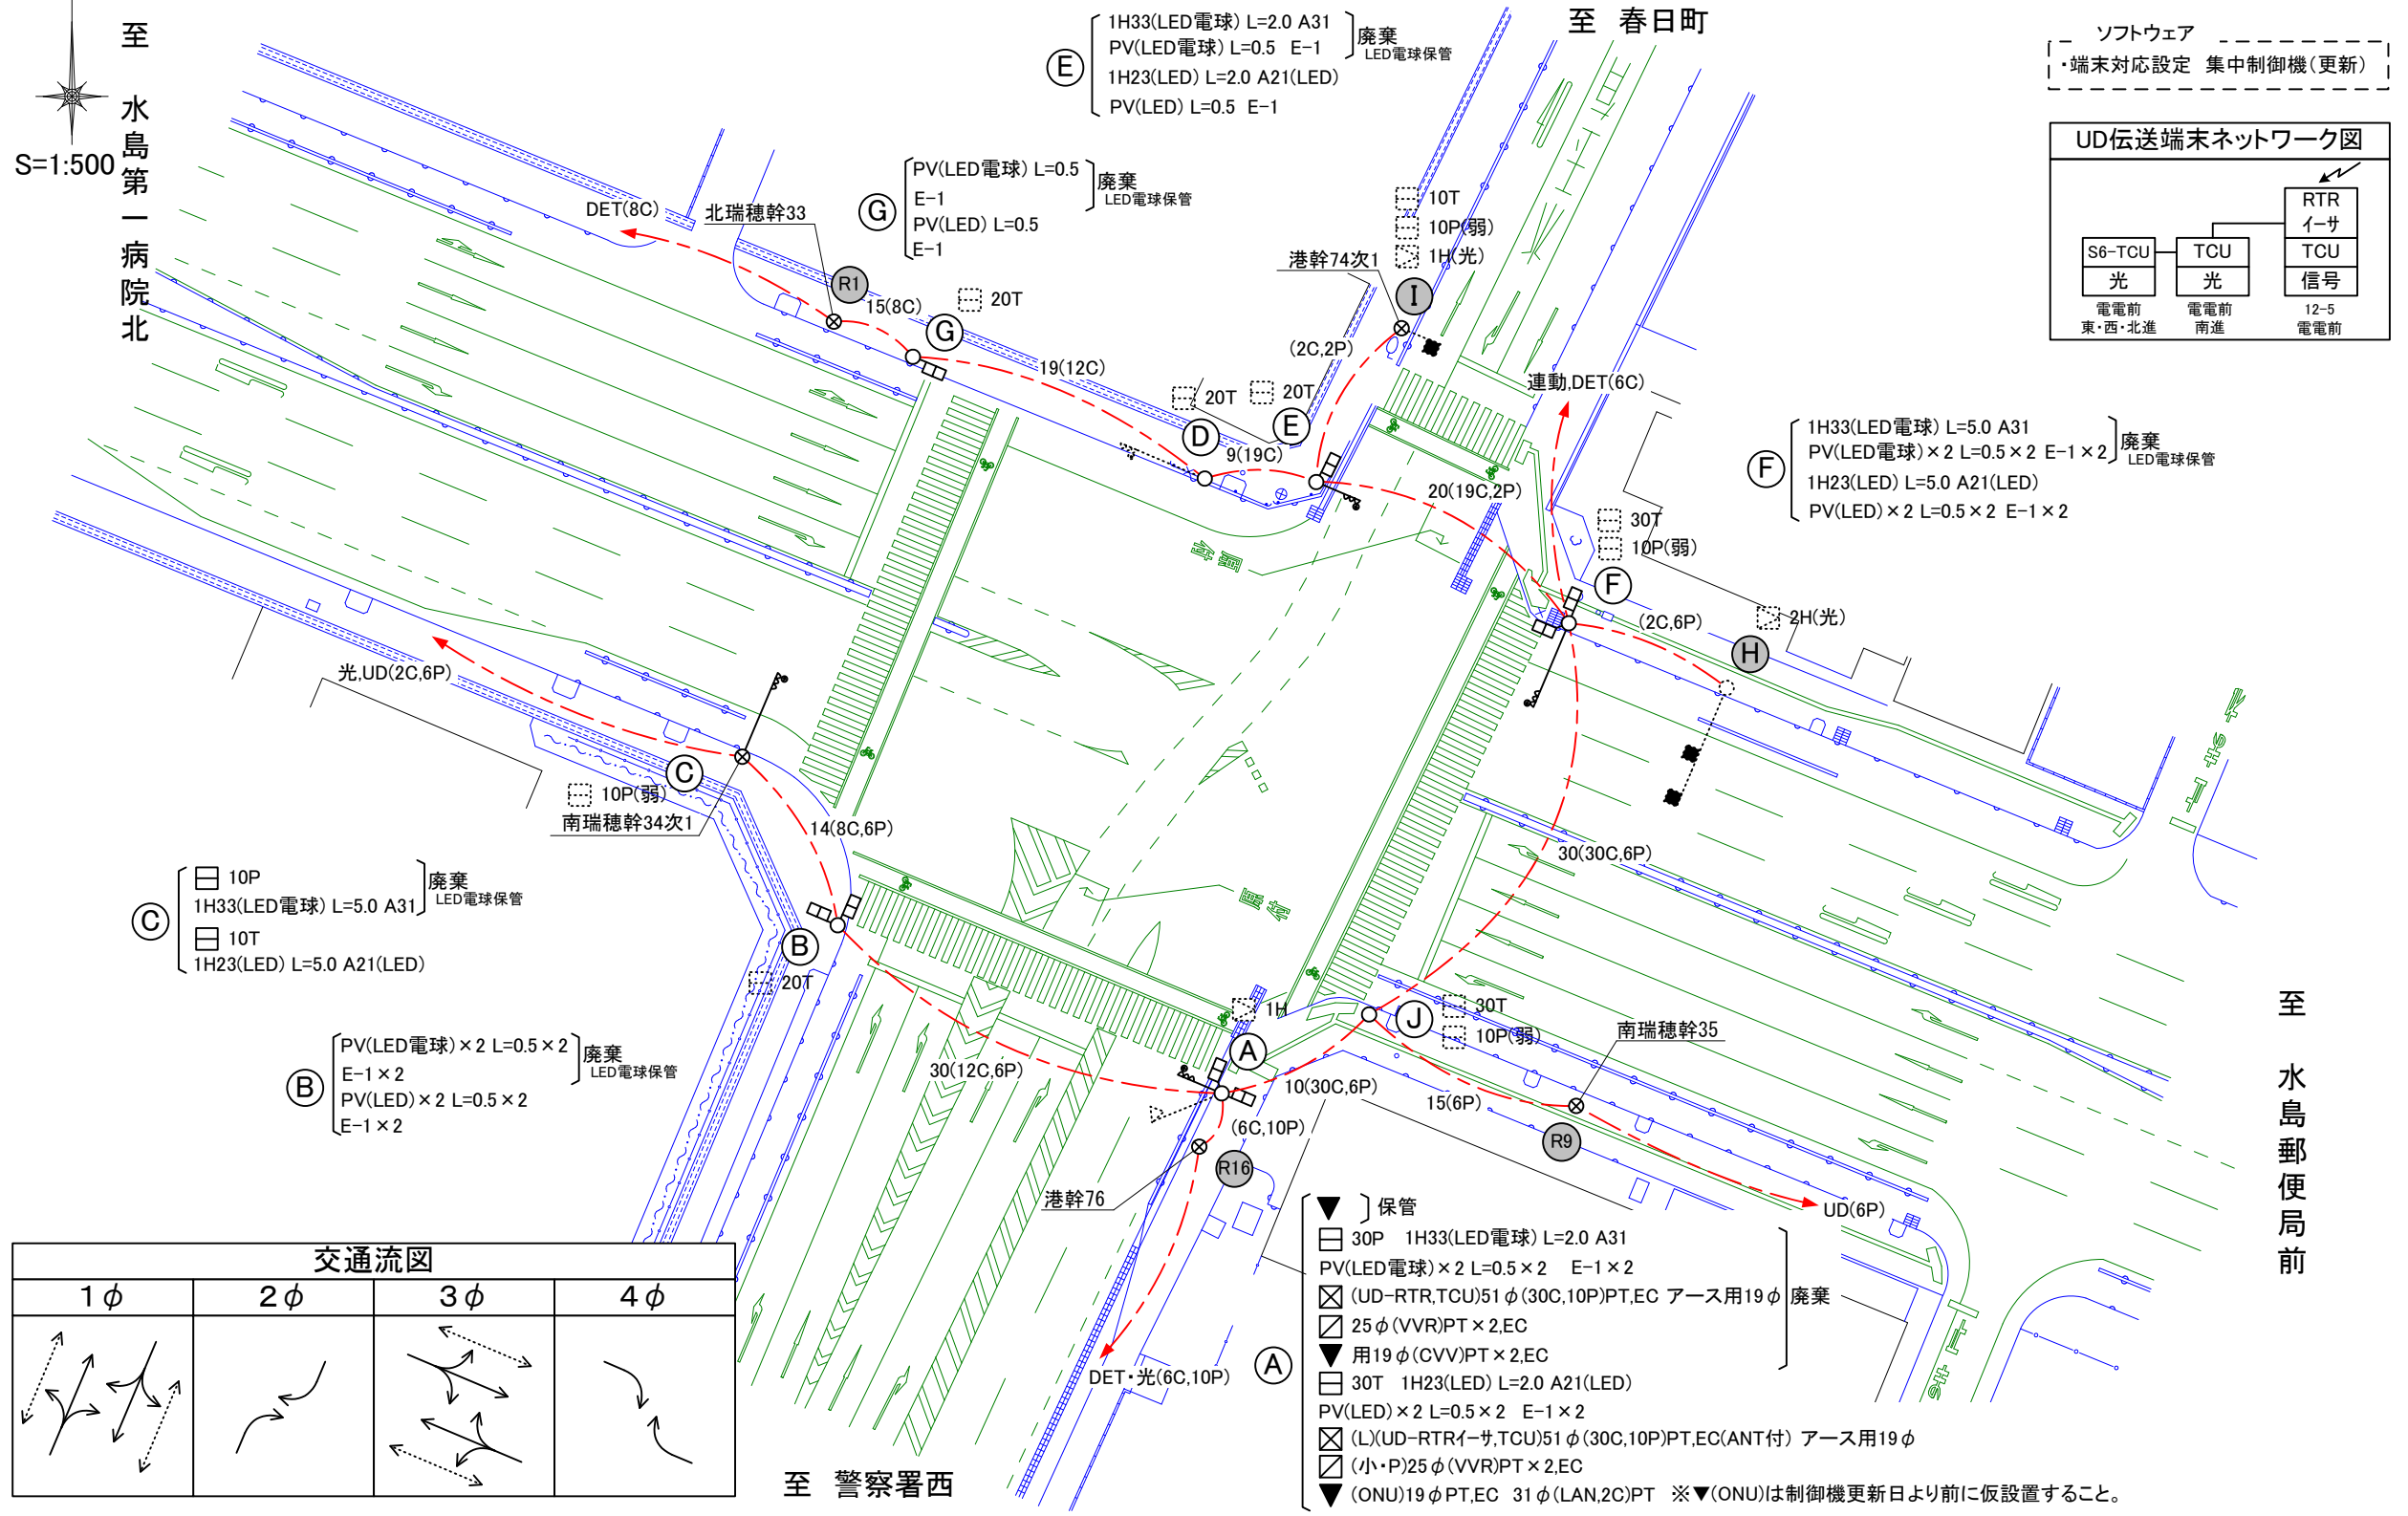 至 水島第一病院北
S=1:500
至 春日町
ソフトウェア
・端末対応設定 集中制御機(更新)
UD伝送端末ネットワーク図
RTR
イーサ
S6-TCU
TCU
TCU
光
光
信号
電電前
東・西・北進
電電前
南進
12-5
電電前
E
1H33(LED電球) L=2.0 A31
PV(LED電球) L=0.5 E-1
廃棄
LED電球保管
1H23(LED) L=2.0 A21(LED)
PV(LED) L=0.5 E-1
G
PV(LED電球) L=0.5
E-1
廃棄
LED電球保管
PV(LED) L=0.5
E-1
DET(8C)
北瑞穂幹33
R1
15(8C)
20T
G
19(12C)
10T
10P(弱)
1H(光)
港幹74次1
I
(2C,2P)
20T
20T
D
E
9(19C)
連動,DET(6C)
20(19C,2P)
F
1H33(LED電球) L=5.0 A31
PV(LED電球)×2 L=0.5×2 E-1×2
廃棄
LED電球保管
1H23(LED) L=5.0 A21(LED)
PV(LED)×2 L=0.5×2 E-1×2
30T
10P(弱)
F
(2C,6P)
2H(光)
H
光,UD(2C,6P)
C
10P(弱)
南瑞穂幹34次1
14(8C,6P)
30(30C,6P)
C
10P
1H33(LED電球) L=5.0 A31
廃棄
LED電球保管
10T
1H23(LED) L=5.0 A21(LED)
B
20T
B
PV(LED電球)×2 L=0.5×2
E-1×2
廃棄
LED電球保管
PV(LED)×2 L=0.5×2
E-1×2
30(12C,6P)
1H
A
J
30T
10P(弱)
南瑞穂幹35
10(30C,6P)
15(6P)
(6C,10P)
R9
R16
港幹76
UD(6P)
DET・光(6C,10P)
至 水島郵便局前
A
▼ 保管
30P 1H33(LED電球) L=2.0 A31
PV(LED電球)×2 L=0.5×2 E-1×2
(UD-RTR,TCU)51φ(30C,10P)PT,EC アース用19φ
廃棄
25φ(VVR)PT×2,EC
▼ 用19φ(CVV)PT×2,EC
30T 1H23(LED) L=2.0 A21(LED)
PV(LED)×2 L=0.5×2 E-1×2
(L)(UD-RTRイーサ,TCU)51φ(30C,10P)PT,EC(ANT付) アース用19φ
(小・P)25φ(VVR)PT×2,EC
▼ (ONU)19φPT,EC 31φ(LAN,2C)PT ※▼(ONU)は制御機更新日より前に仮設置すること。
交通流図
1φ
2φ
3φ
4φ
至 警察署西